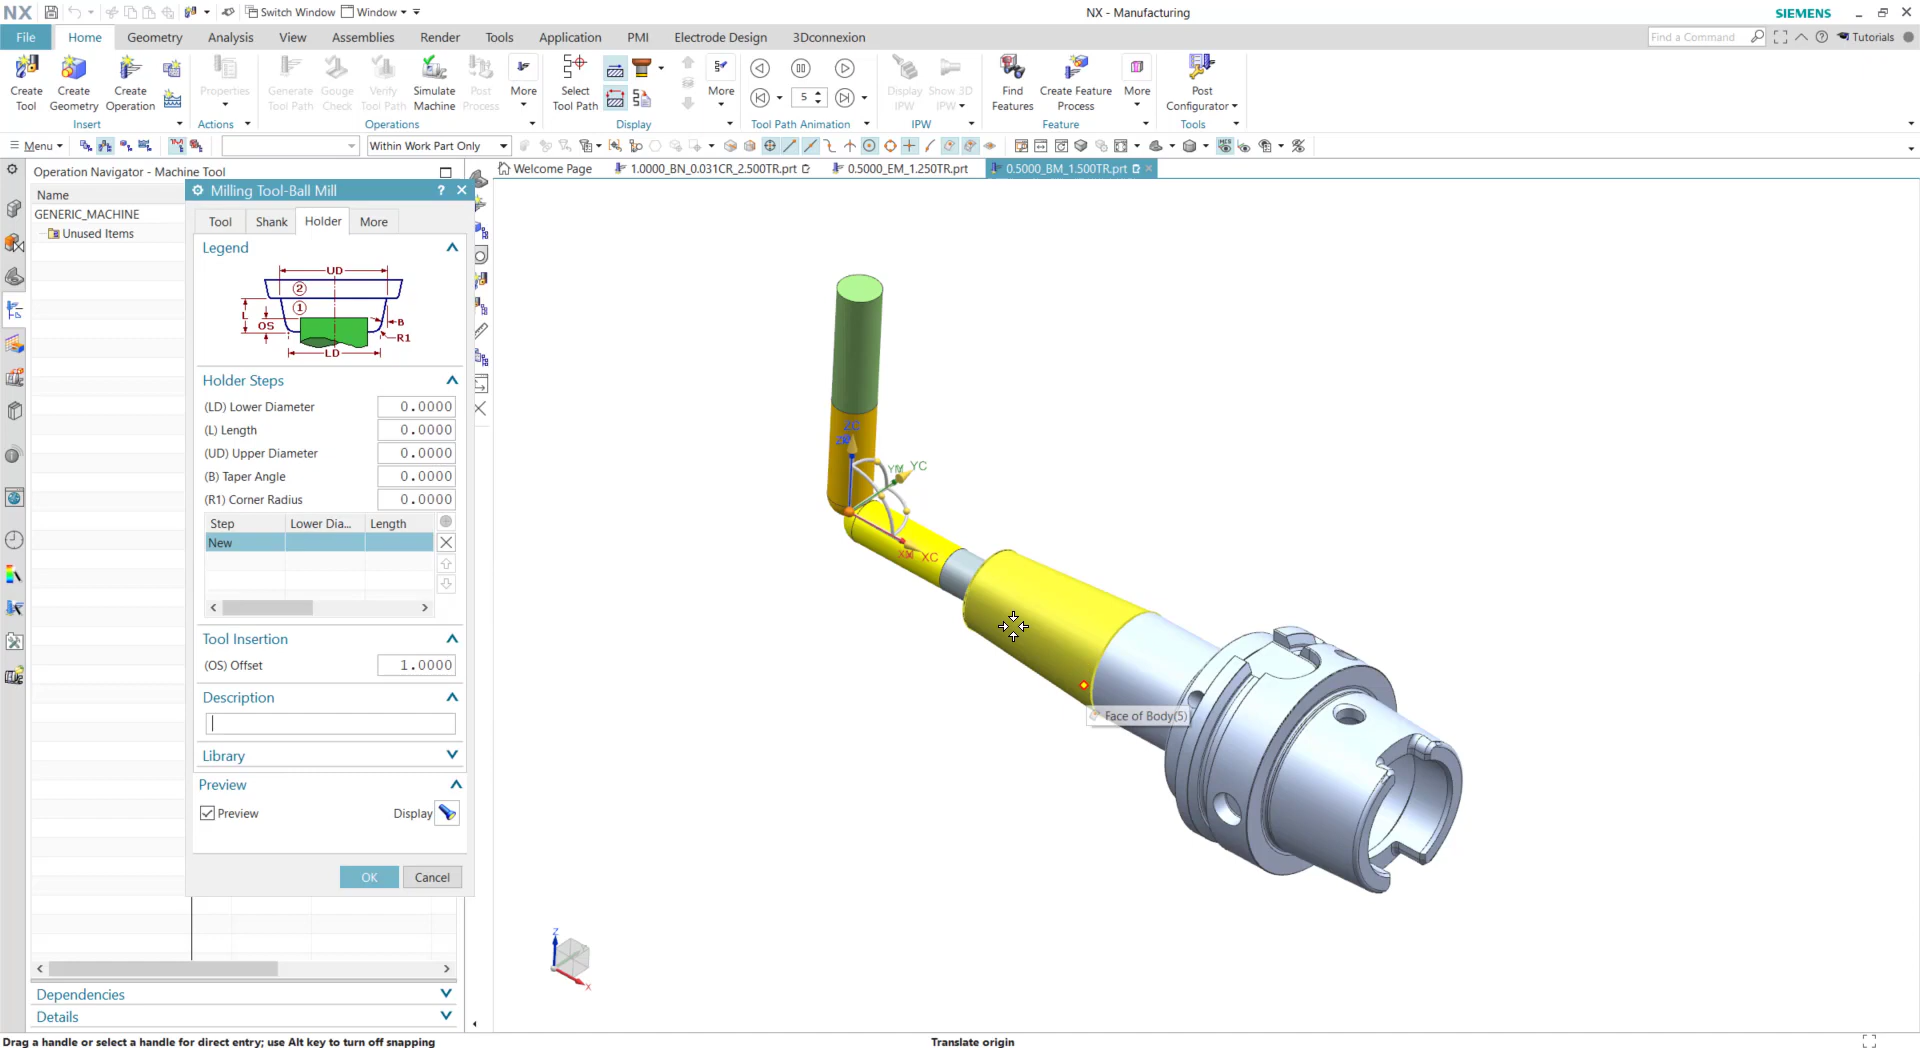 NX
Switch Window
Window
NX - Manufacturing
SIEMENS
File
Home
Geometry
Analysis
View
Assemblies
Render
Tools
Application
PMI
Electrode Design
3Dconnexion
Find a Command
Tutorials
Create Tool
Create Geometry
Create Operation
Properties
Generate Tool Path
Gouge Check
Verify Tool Path
Simulate Machine
Post Process
More
Select Tool Path
More
5
Display IPW
Show 3D IPW
Find Features
Create Feature Process
More
Post Configurator
Insert
Actions
Operations
Display
Tool Path Animation
IPW
Feature
Tools
Menu
Within Work Part Only
Operation Navigator - Machine Tool
Welcome Page
1.0000_BN_0.031CR_2.500TR.prt
0.5000_EM_1.250TR.prt
0.5000_BM_1.500TR.prt
Name
GENERIC_MACHINE
Unused Items
Milling Tool-Ball Mill
?
Tool
Shank
Holder
More
Legend
UD
2
1
L
OS
B
R1
LD
Holder Steps
(LD) Lower Diameter 0.0000
(L) Length 0.0000
(UD) Upper Diameter 0.0000
(B) Taper Angle 0.0000
(R1) Corner Radius 0.0000
Step Lower Dia... Length
New
Tool Insertion
(OS) Offset 1.0000
Description
Library
Preview
Preview
Display
OK
Cancel
Dependencies
Details
ZC
YM YC
XM XC
Face of Body(5)
Z
X
Drag a handle or select a handle for direct entry; use Alt key to turn off snapping
Translate origin